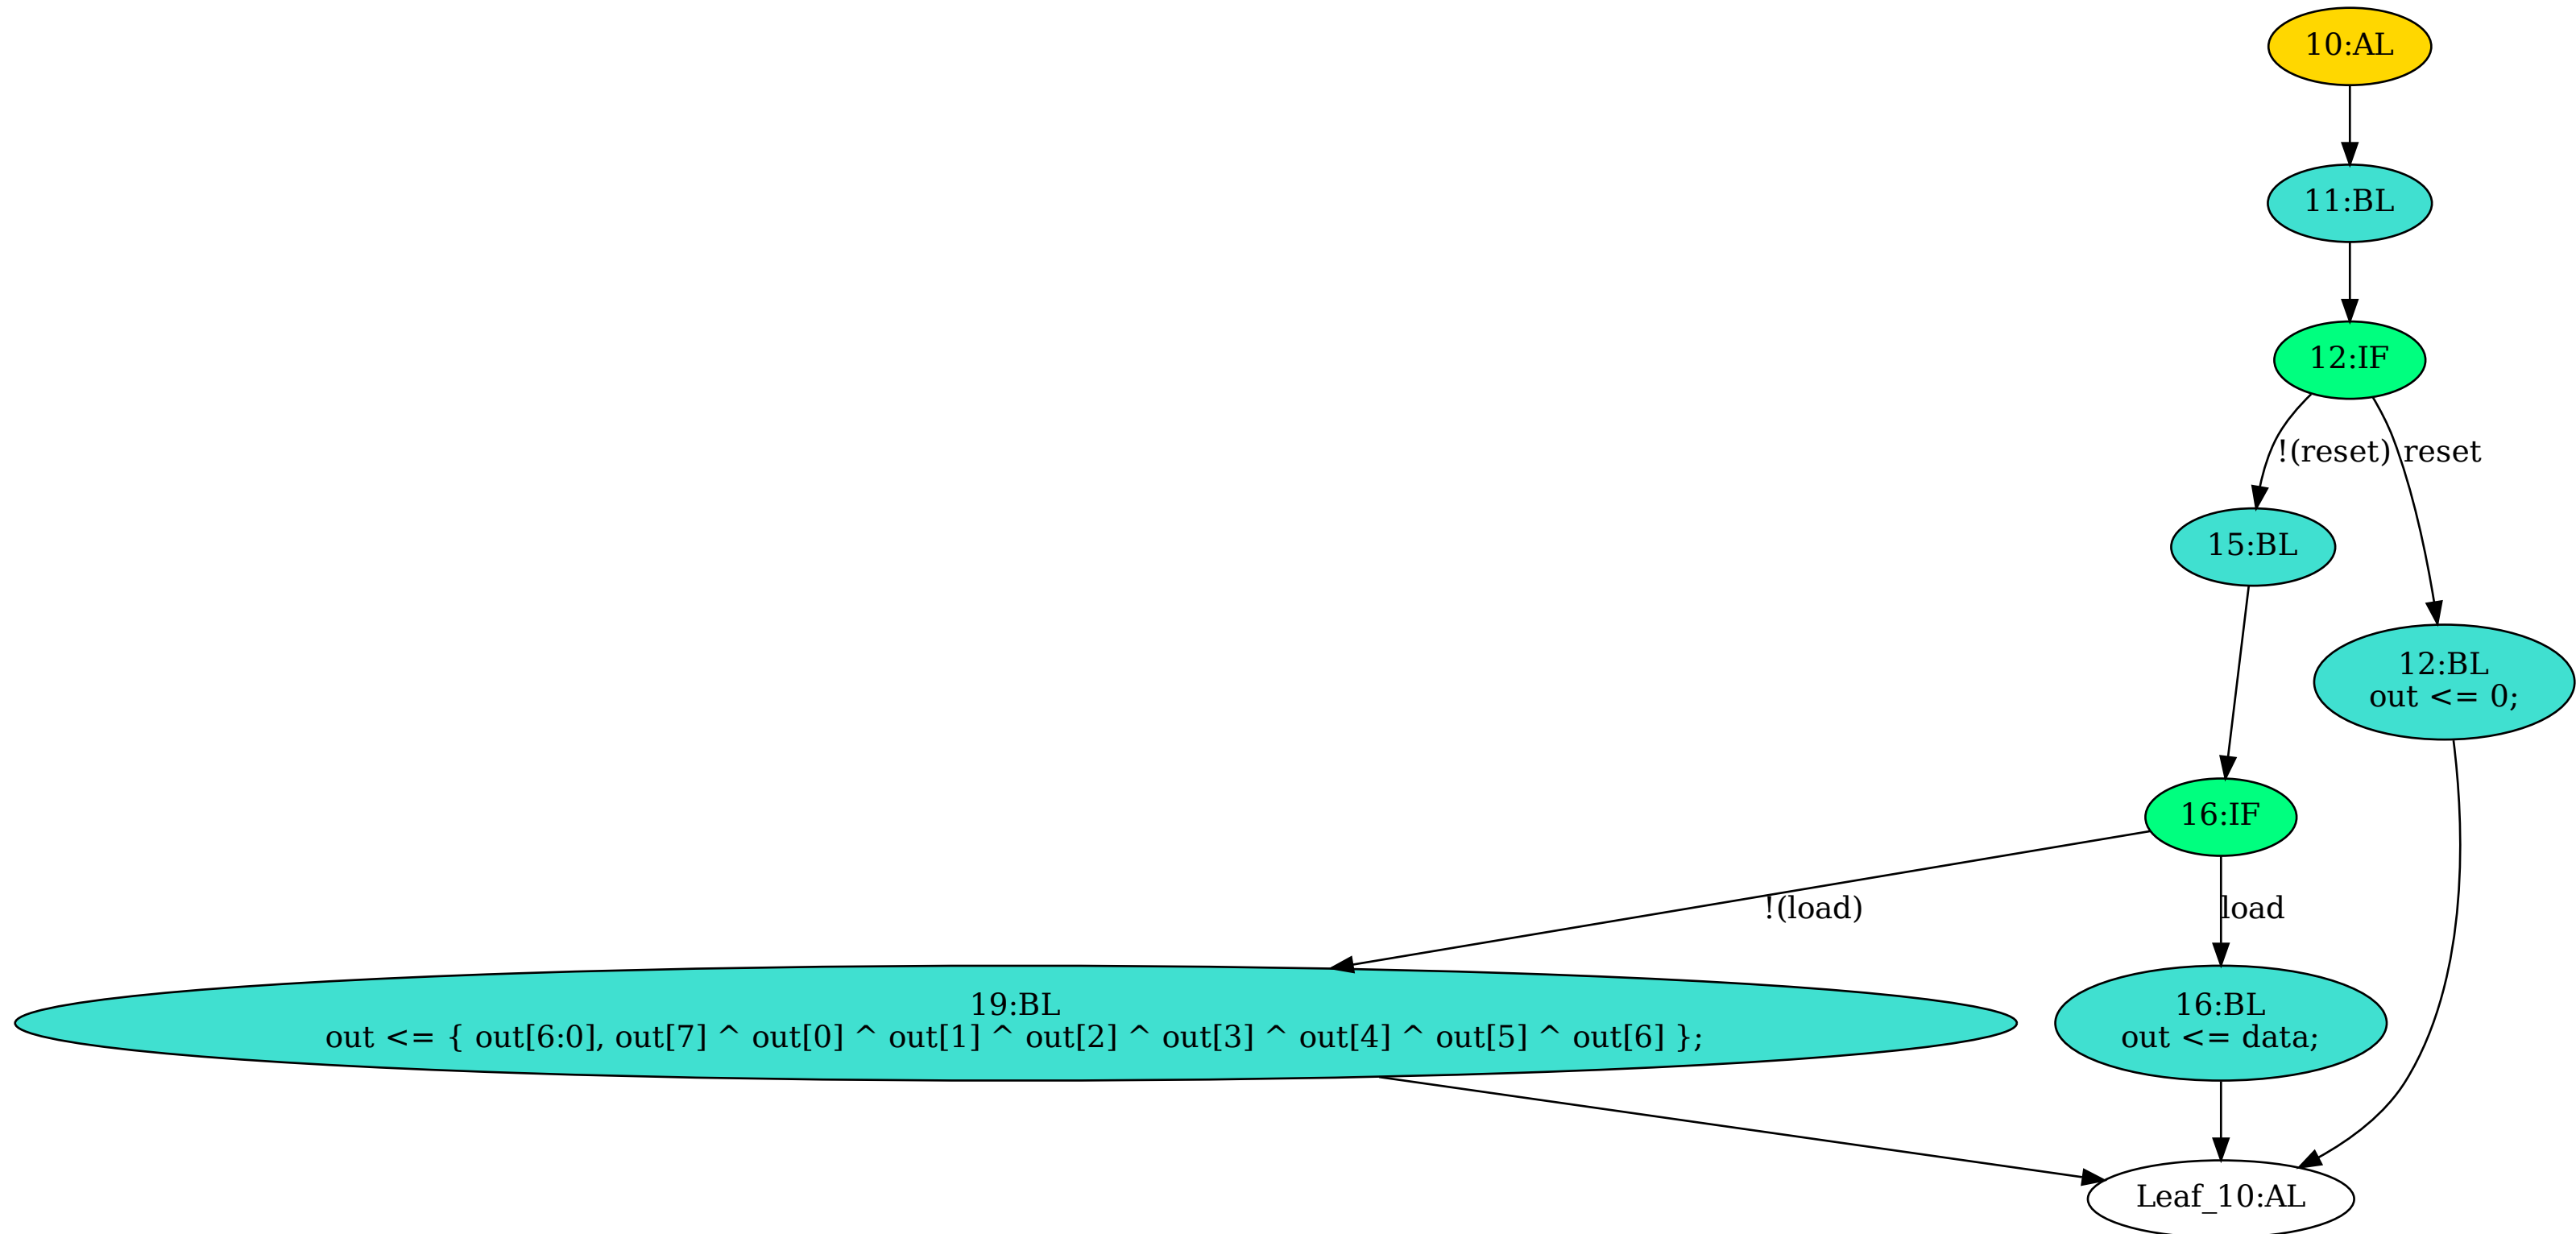 10:AL
11:BL
12:IF
!(reset)
reset
15:BL
12:BL
out <= 0;
16:IF
!(load)
load
19:BL
out <= { out[6:0], out[7] ^ out[0] ^ out[1] ^ out[2] ^ out[3] ^ out[4] ^ out[5] ^ out[6] };
16:BL
out <= data;
Leaf_10:AL